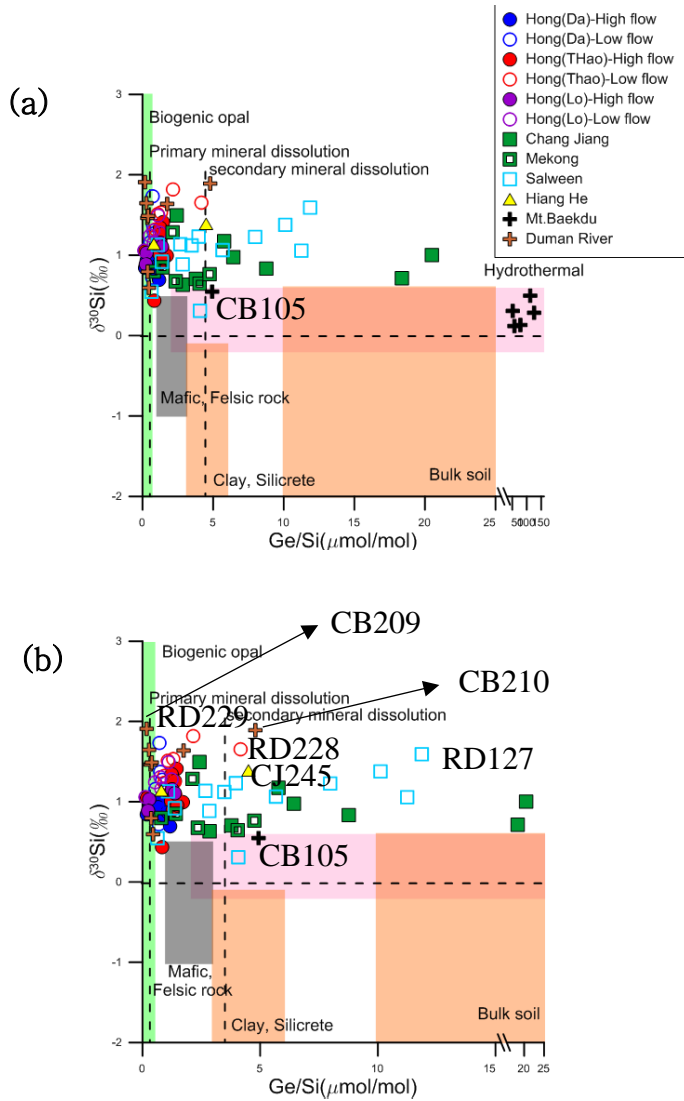 Hong(Da)-High flow
Hong(Da)-Low flow
Hong(THao)-High flow
Hong(Thao)-Low flow
Hong(Lo)-High flow
Hong(Lo)-Low flow
Chang Jiang
Mekong
Salween
Hiang He
Mt.Baekdu
Duman River
(a)
3
2
1
0
-1
-2
δ³⁰Si(‰)
Biogenic opal
Primary mineral dissolution
secondary mineral dissolution
Hydrothermal
CB105
Mafic, Felsic rock
Clay, Silicrete
Bulk soil
0 5 10 15 20 25 50 100 150
Ge/Si(μmol/mol)
(b)
3
2
1
0
-1
-2
δ³⁰Si(‰)
CB209
Biogenic opal
CB210
Primary mineral dissolution
secondary mineral dissolution
RD229
RD228
RD127
CJ245
CB105
Mafic,
Felsic rock
Clay, Silicrete
Bulk soil
0 5 10 15 20 25
Ge/Si(μmol/mol)